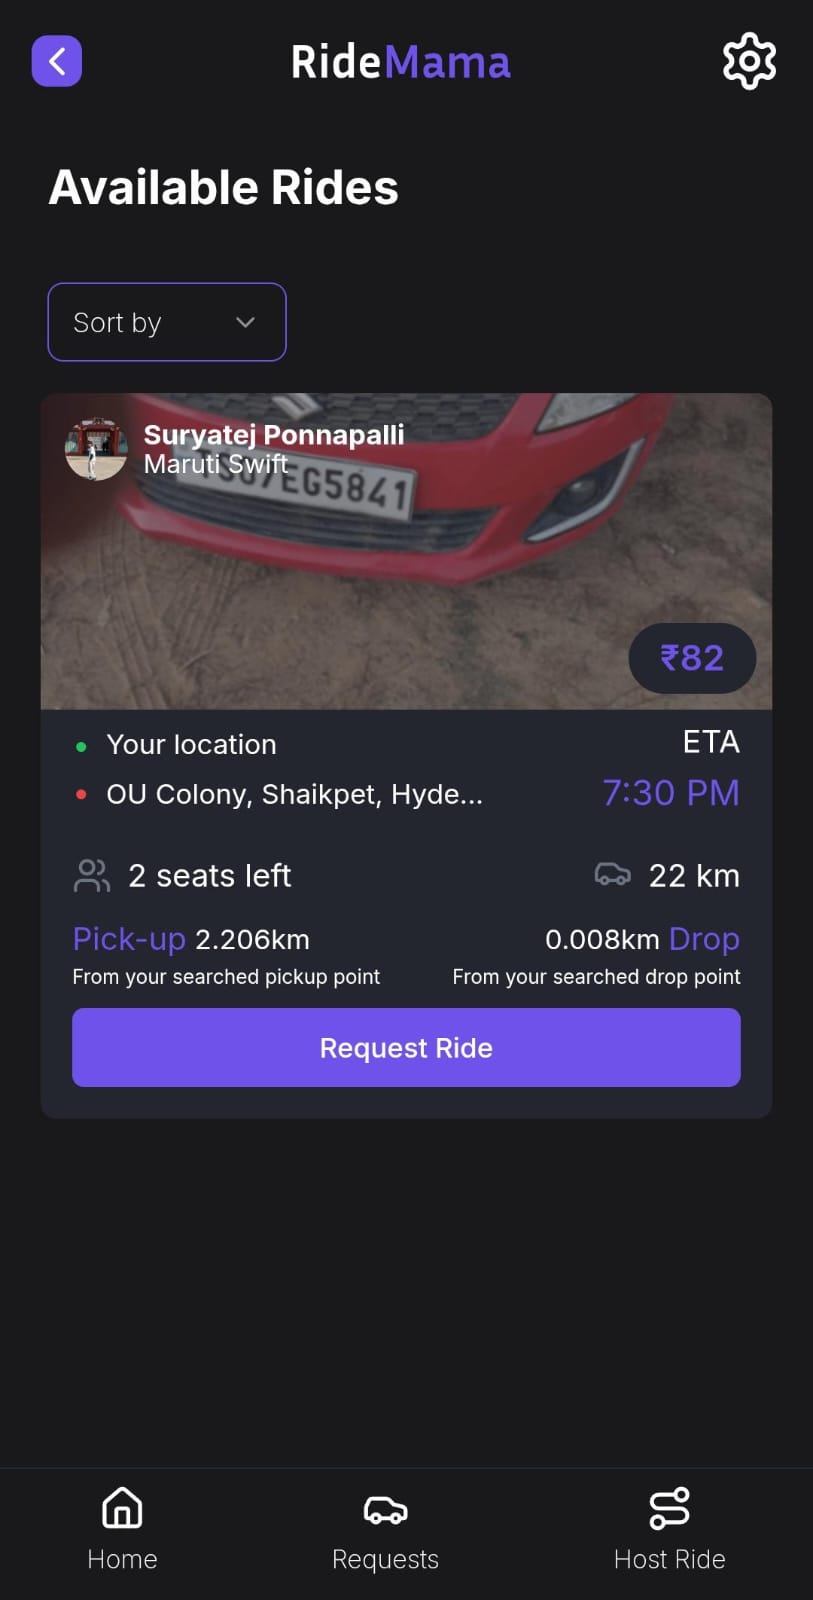 RideMama
Available Rides
Sort by
Suryatej Ponnapalli
Maruti Swift
TS07EG5841
₹82
Your location
ETA
OU Colony, Shaikpet, Hyde...
7:30 PM
2 seats left
22 km
Pick-up 2.206km
0.008km Drop
From your searched pickup point
From your searched drop point
Request Ride
Home
Requests
Host Ride